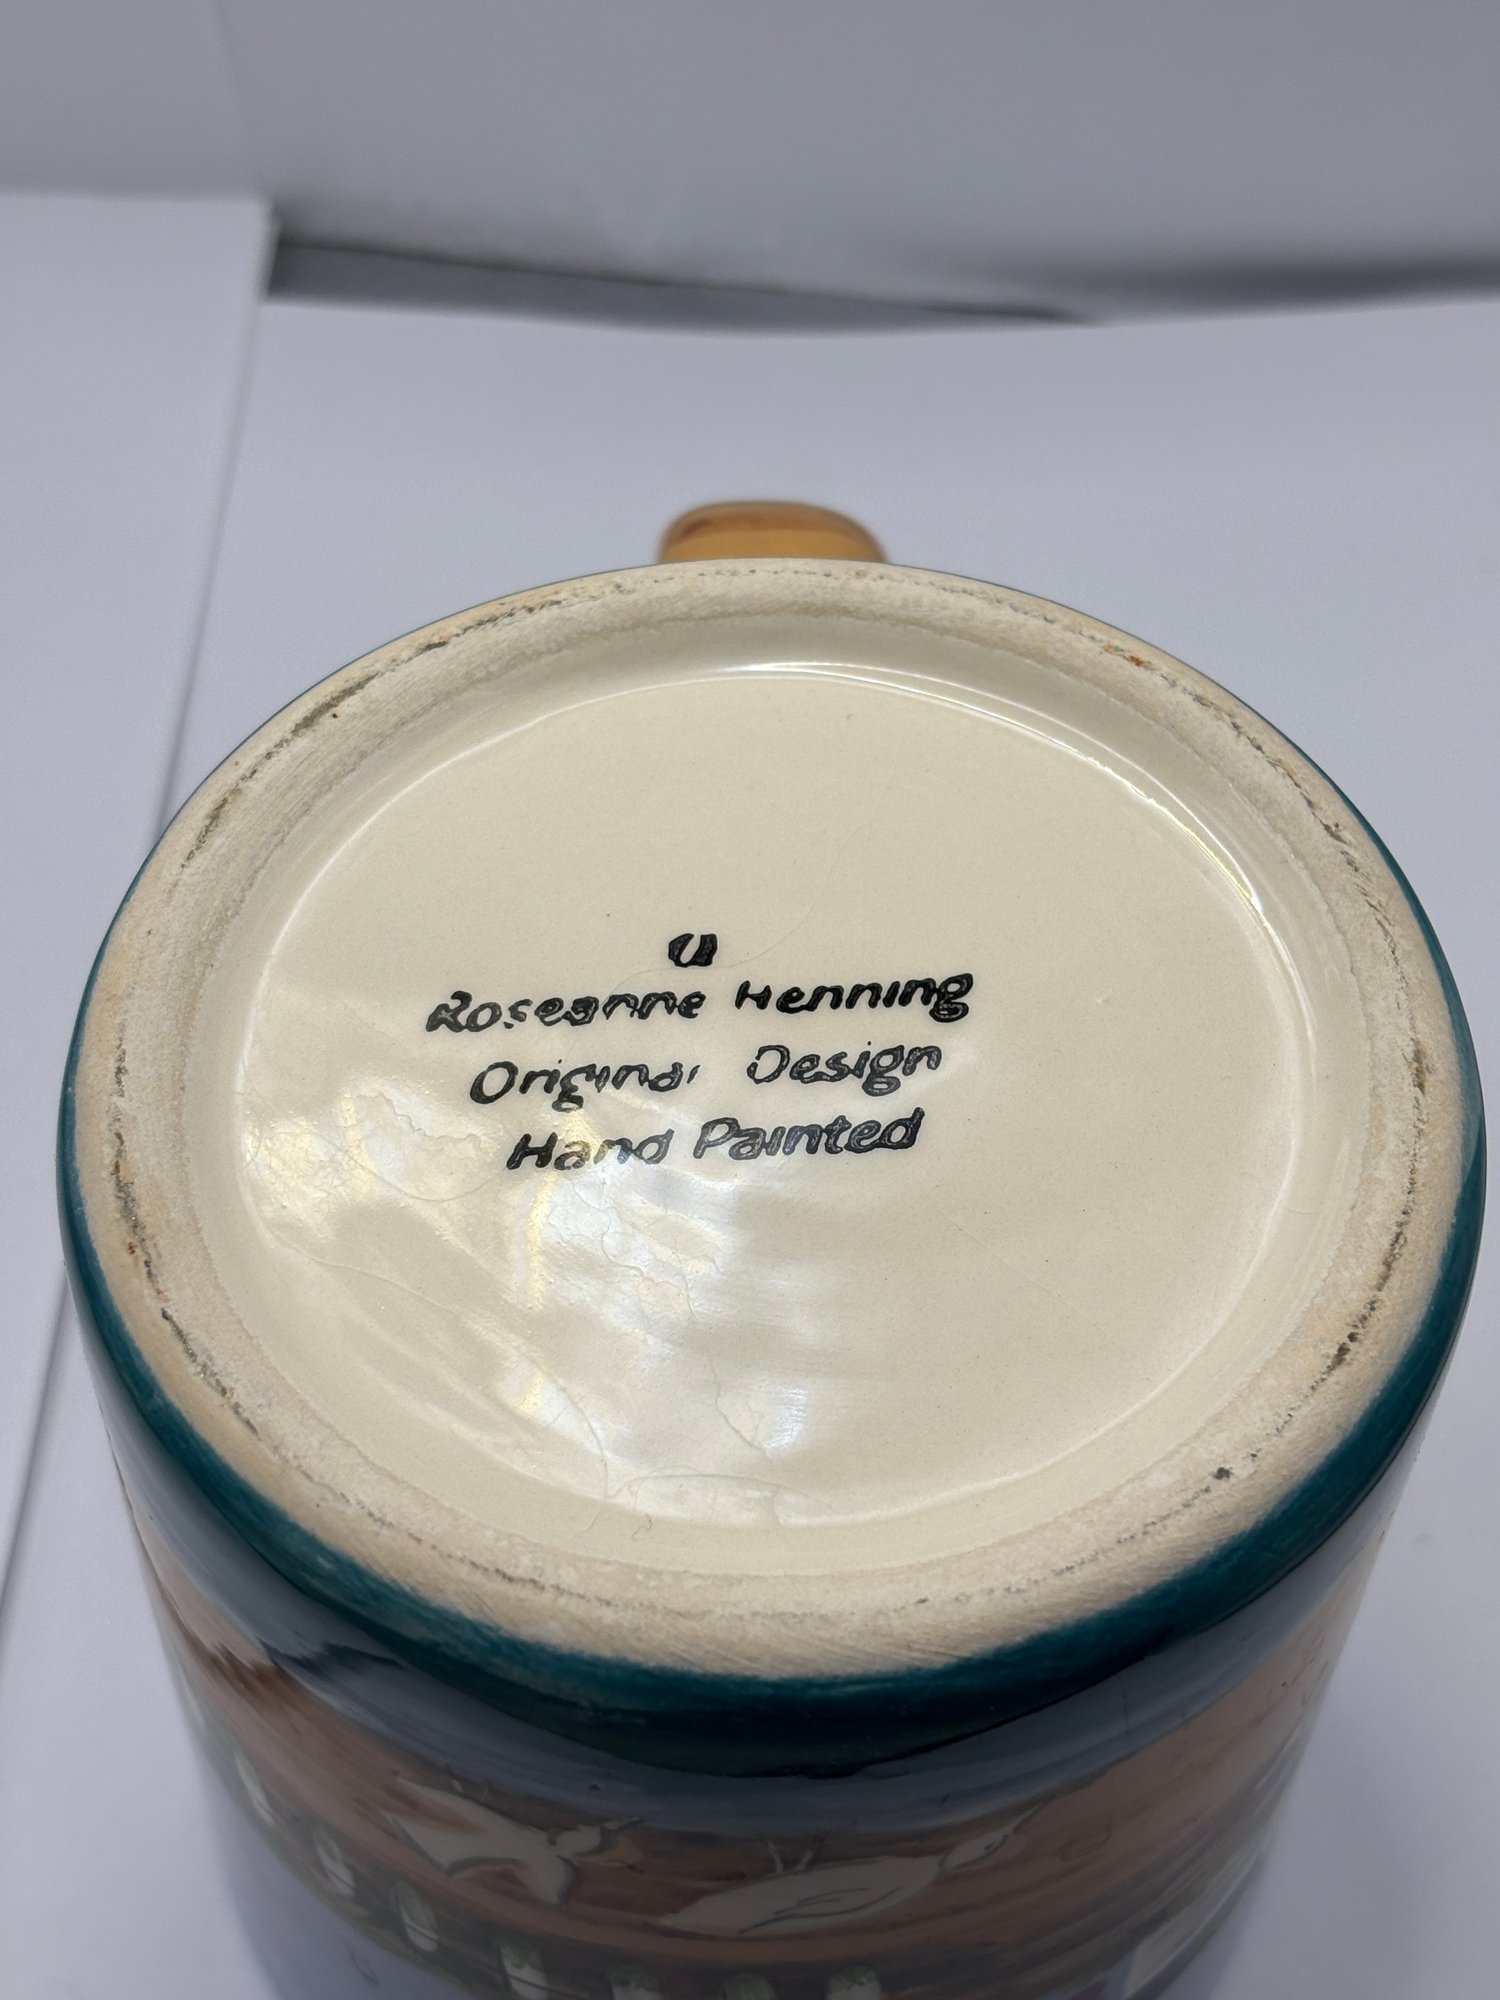 U
Roseanne Henning
Original Design
Hand Painted